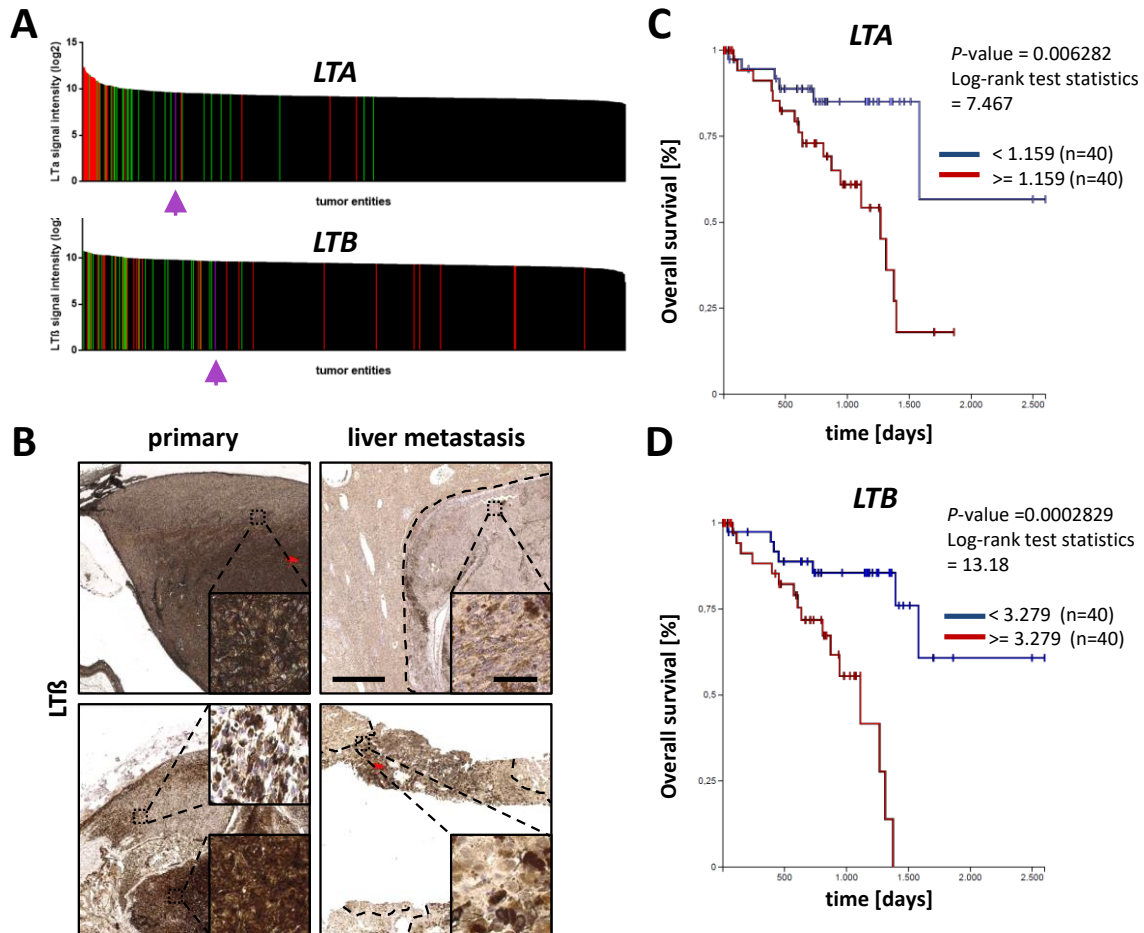 A
LTa signal intensity (log2)
15
10
5
0
LTA
tumor entities
LTß signal intensity (log2
10
5
0
LTB
tumor entities
B
primary
liver metastasis
LTß
C
LTA
P-value = 0.006282
Log-rank test statistics
= 7.467
< 1.159 (n=40)
>= 1.159 (n=40)
Overall survival [%]
1
0,75
0,5
0,25
0
500
1.000
1.500
2.000
2.500
time [days]
D
LTB
P-value =0.0002829
Log-rank test statistics
= 13.18
< 3.279 (n=40)
>= 3.279 (n=40)
Overall survival [%]
1
0,75
0,5
0,25
0
500
1.000
1.500
2.000
2.500
time [days]